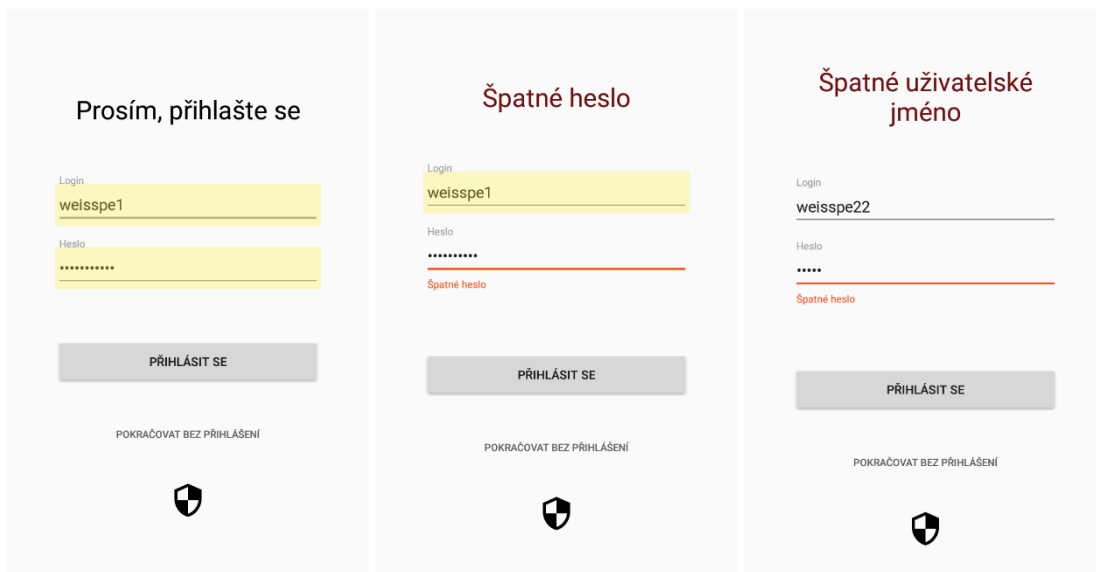 Prosím, přihlašte se
Login
weisspe1
Heslo
•••••••••••
PŘIHLÁSIT SE
POKRAČOVAT BEZ PŘIHLÁŠENÍ
Špatné heslo
Login
weisspe1
Heslo
••••••••••
Špatné heslo
PŘIHLÁSIT SE
POKRAČOVAT BEZ PŘIHLÁŠENÍ
Špatné uživatelské
jméno
Login
weisspe22
Heslo
•••••
Špatné heslo
PŘIHLÁSIT SE
POKRAČOVAT BEZ PŘIHLÁŠENÍ